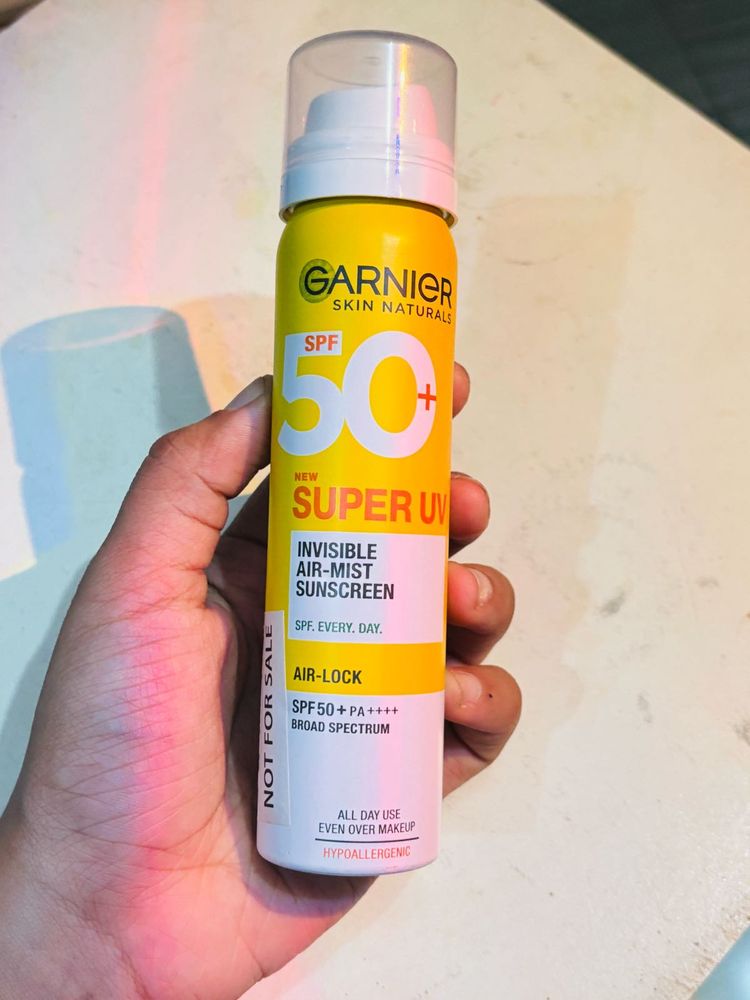 GARNIER
SKIN NATURALS
SPF
50+
NEW
SUPER UV
INVISIBLE
AIR-MIST
SUNSCREEN
SPF. EVERY. DAY.
AIR-LOCK
SPF50+ PA++++
BROAD SPECTRUM
NOT FOR SALE
ALL DAY USE
EVEN OVER MAKEUP
HYPOALLERGENIC